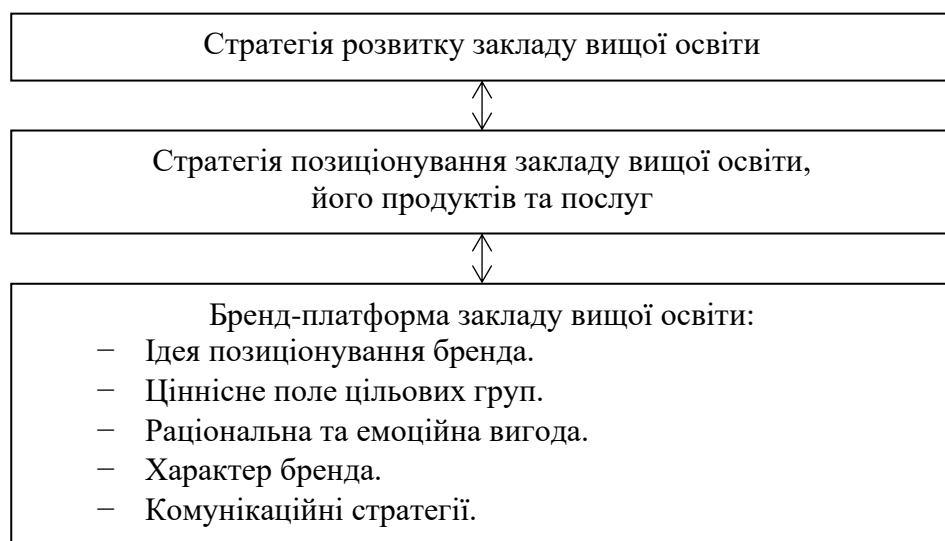 Стратегія розвитку закладу вищої освіти
Стратегія позиціонування закладу вищої освіти,
його продуктів та послуг
Бренд-платформа закладу вищої освіти:
− Ідея позиціонування бренда.
− Ціннісне поле цільових груп.
− Раціональна та емоційна вигода.
− Характер бренда.
− Комунікаційні стратегії.